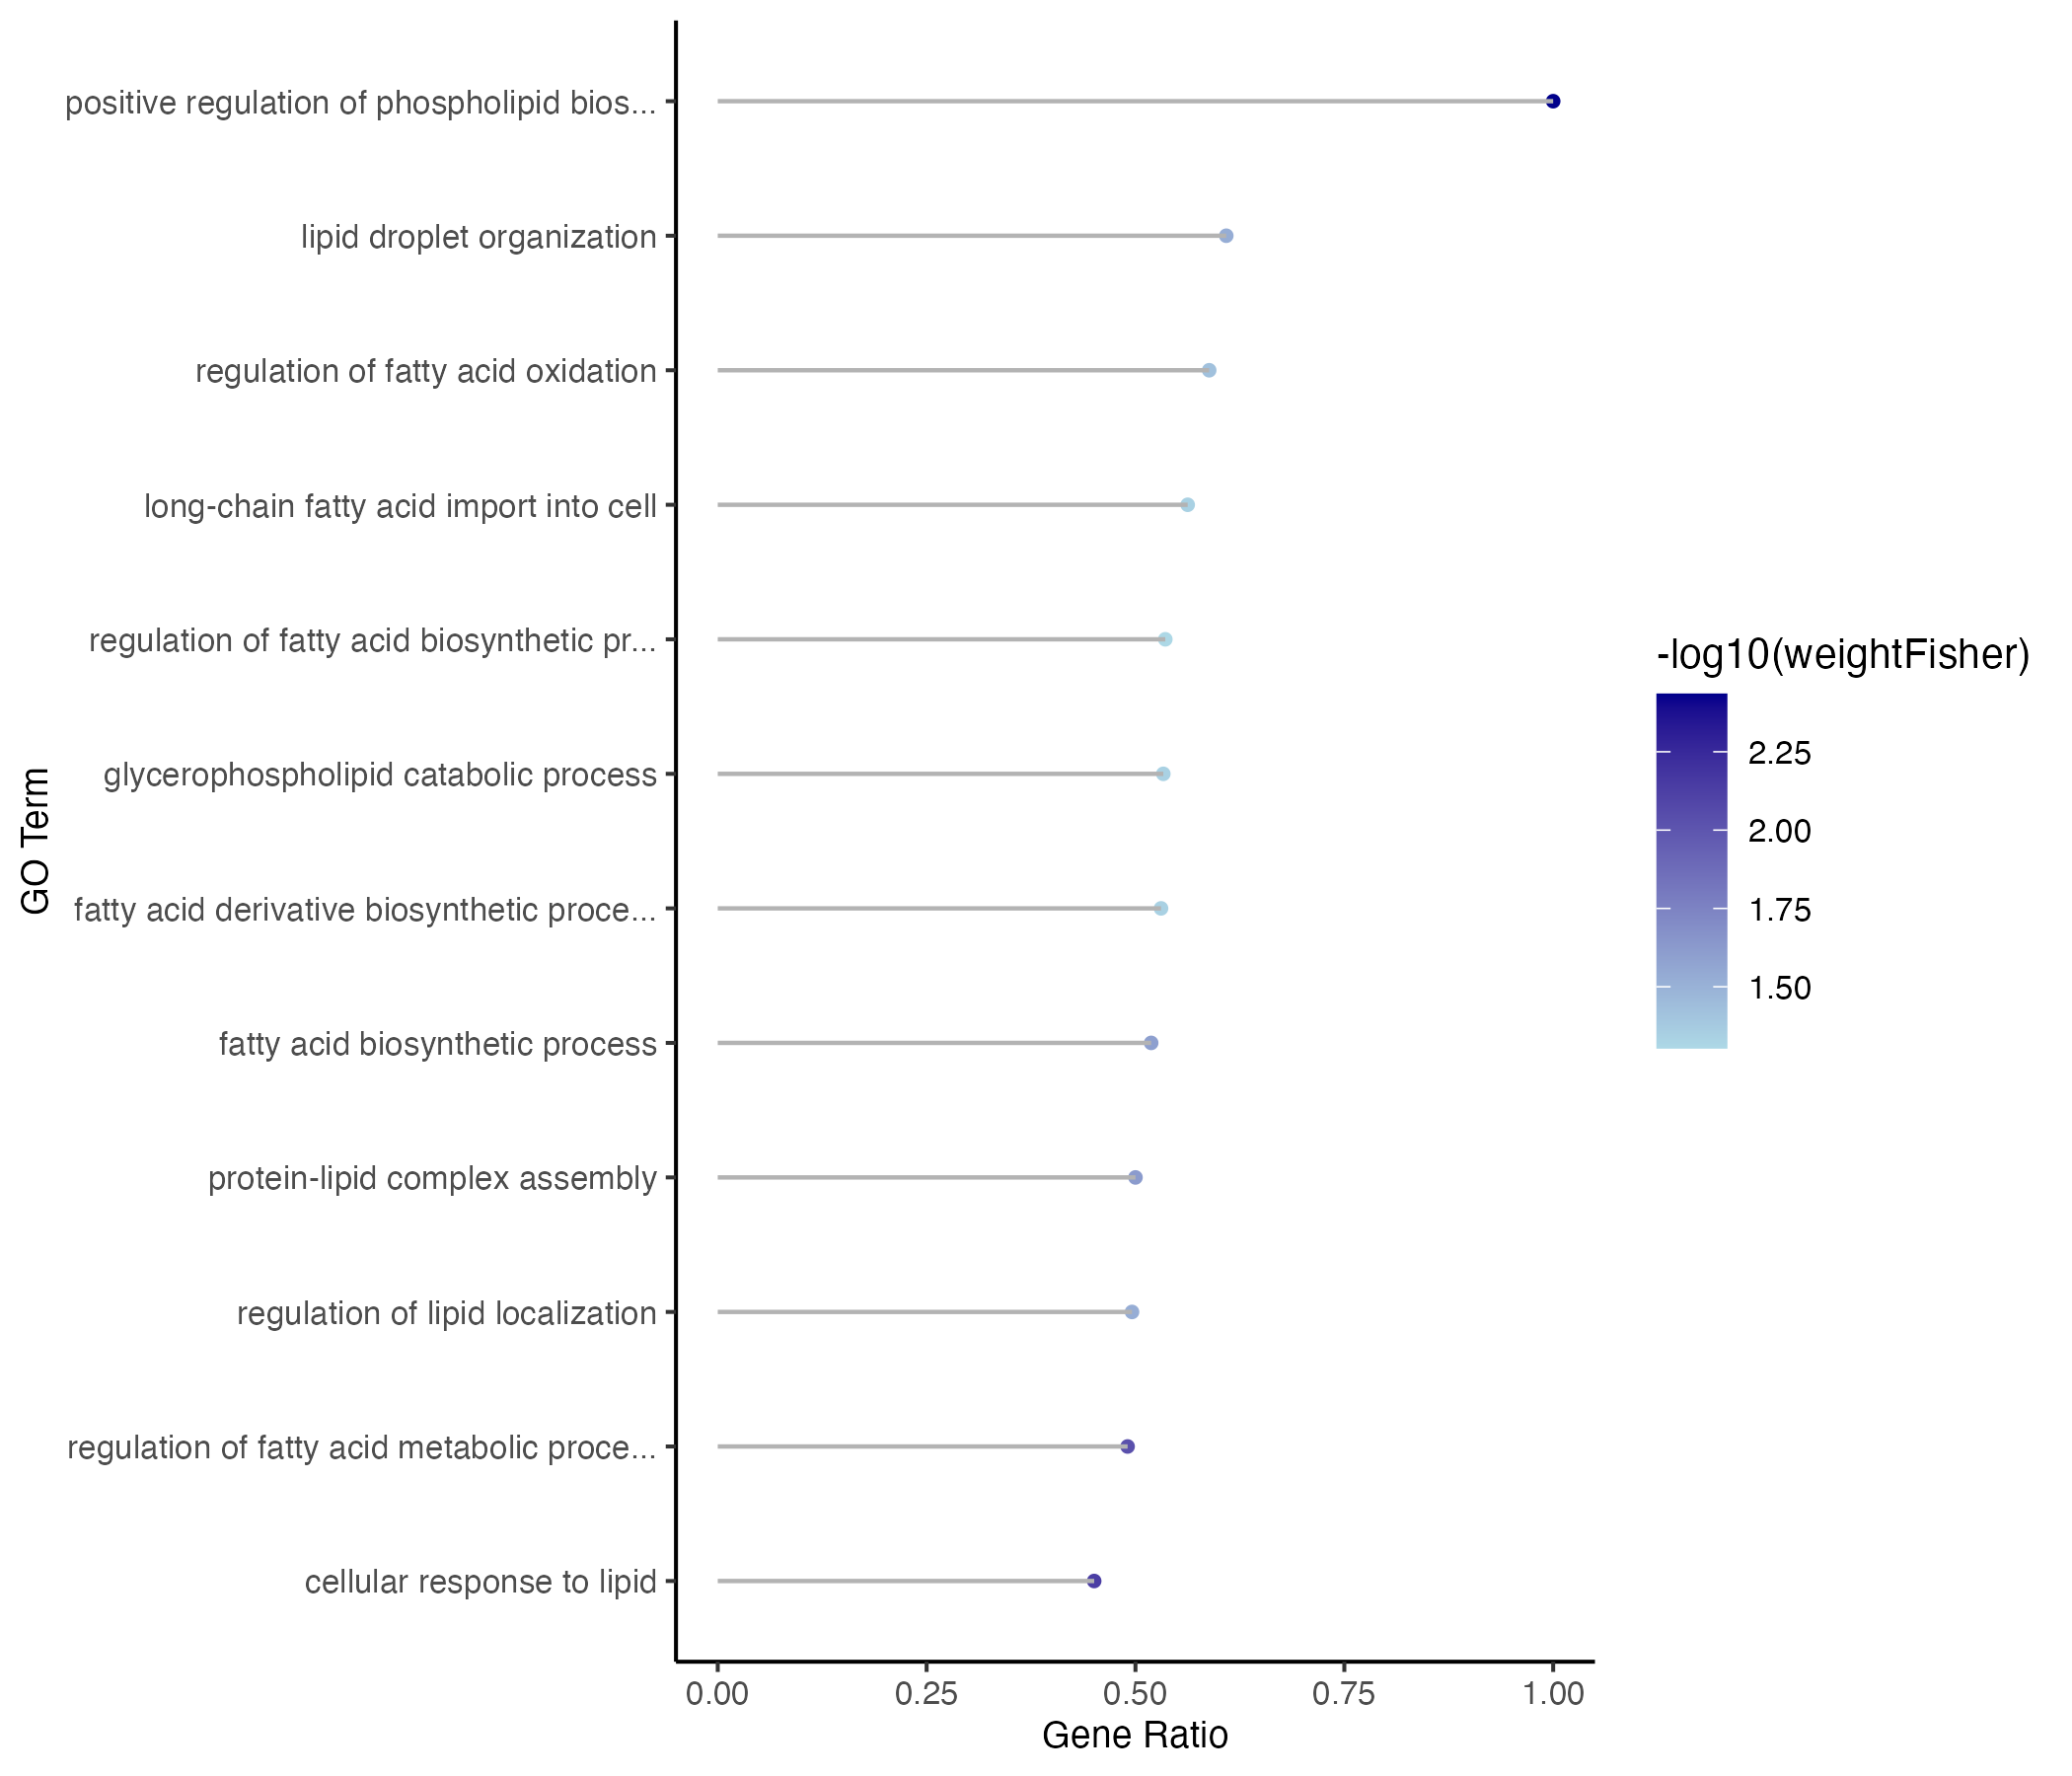 positive regulation of phospholipid bios...
lipid droplet organization
regulation of fatty acid oxidation
long-chain fatty acid import into cell
regulation of fatty acid biosynthetic pr...
glycerophospholipid catabolic process
fatty acid derivative biosynthetic proce...
fatty acid biosynthetic process
protein-lipid complex assembly
regulation of lipid localization
regulation of fatty acid metabolic proce...
cellular response to lipid
GO Term
0.00 0.25 0.50 0.75 1.00
Gene Ratio
-log10(weightFisher)
2.25
2.00
1.75
1.50